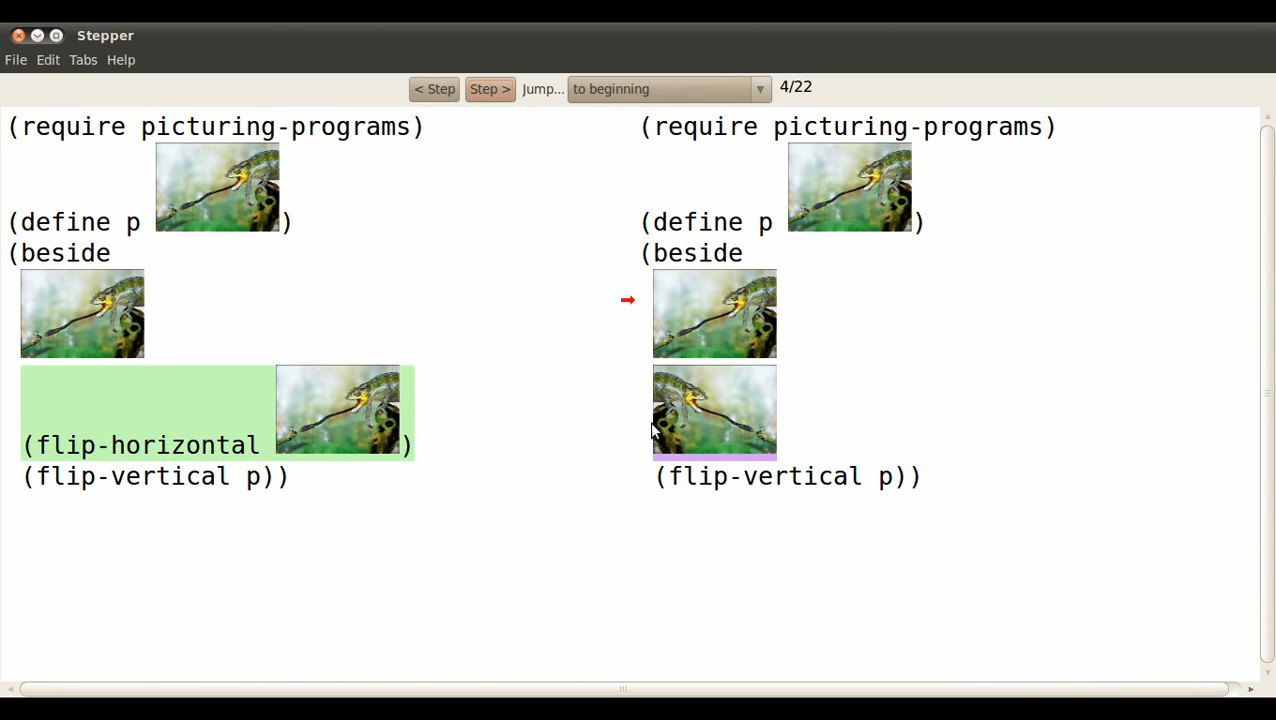 Stepper
File Edit Tabs Help
< Step Step > Jump... to beginning 4/22
(require picturing-programs)
(define p )
(beside
(flip-horizontal )
(flip-vertical p))
(require picturing-programs)
(define p )
(beside
(flip-vertical p))